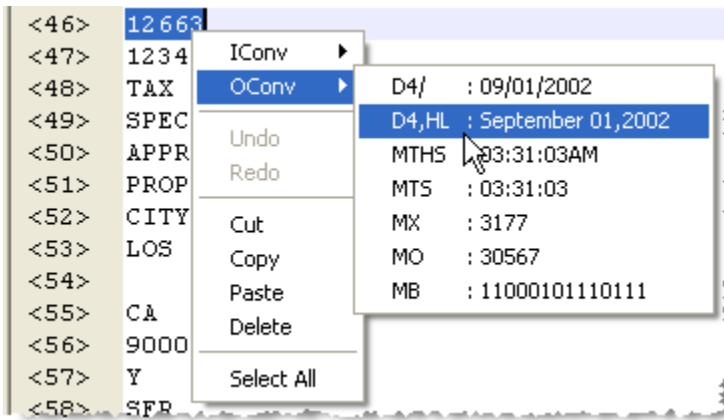 <46> 12663
<47> 1234
<48> TAX
<49> SPEC
<50> APPR
<51> PROP
<52> CITY
<53> LOS
<54>
<55> CA
<56> 9000
<57> Y
<58> SFR
IConv
OConv
Undo
Redo
Cut
Copy
Paste
Delete
Select All
D4/ : 09/01/2002
D4,HL : September 01,2002
MTHS : 03:31:03AM
MTS : 03:31:03
MX : 3177
MO : 30567
MB : 11000101110111